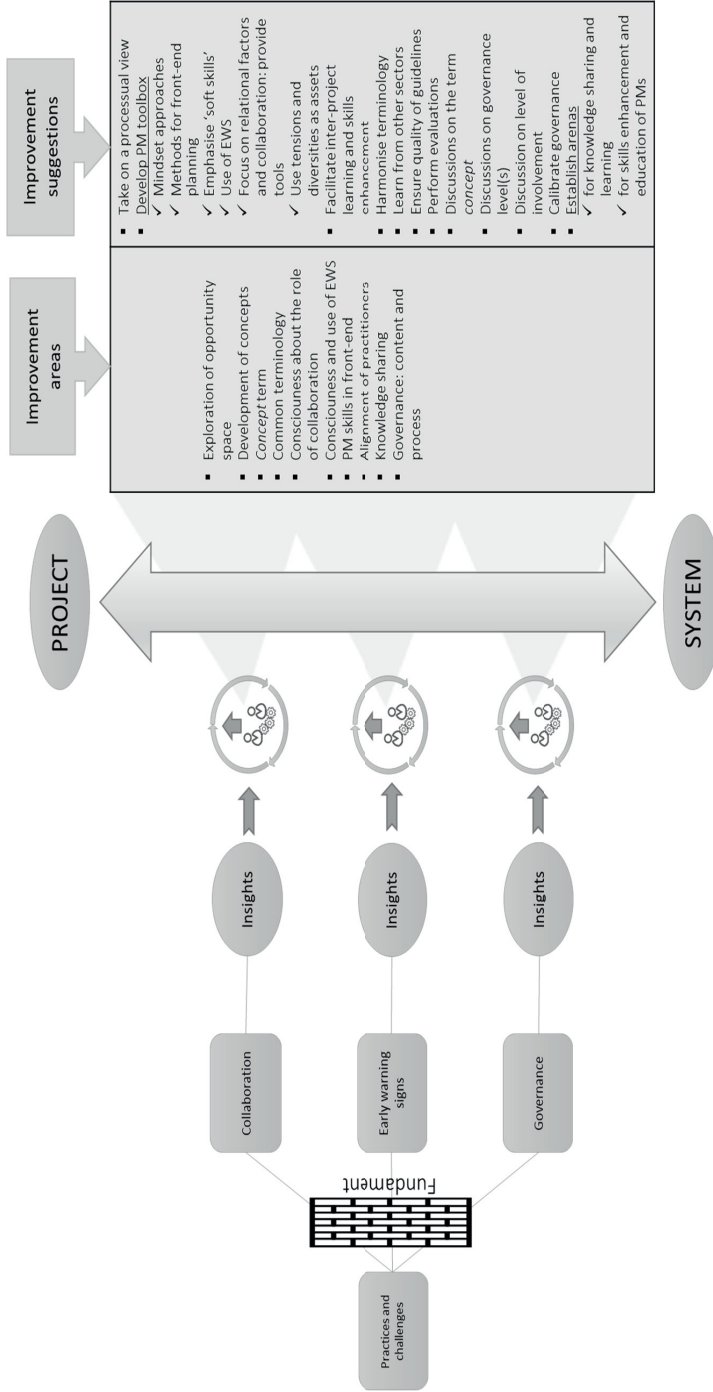 Practices and
challenges
Fundament
Collaboration
Early warning
signs
Governance
Insights
Insights
Insights
PROJECT
SYSTEM
Improvement
areas
▪ Exploration of opportunity
space
▪ Development of concepts
▪ Concept term
▪ Common terminology
▪ Consciousness about the role
of collaboration
▪ Consciouness and use of EWS
▪ PM skills in front-end
▪ Alignment of practitioners
▪ Knowledge sharing
▪ Governance: content and
process
Improvement
suggestions
▪ Take on a processual view
▪ Develop PM toolbox
✓ Mindset approaches
✓ Methods for front-end
planning
✓ Emphasise ‘soft skills’
✓ Use of EWS
✓ Focus on relational factors
and collaboration: provide
tools
✓ Use tensions and
diversities as assets
▪ Facilitate inter-project
learning and skills
enhancement
▪ Harmonise terminology
▪ Learn from other sectors
▪ Ensure quality of guidelines
▪ Perform evaluations
▪ Discussions on the term
concept
▪ Discussions on governance
level(s)
▪ Discussion on level of
involvement
▪ Calibrate governance
▪ Establish arenas
✓ for knowledge sharing and
learning
✓ for skills enhancement and
education of PMs